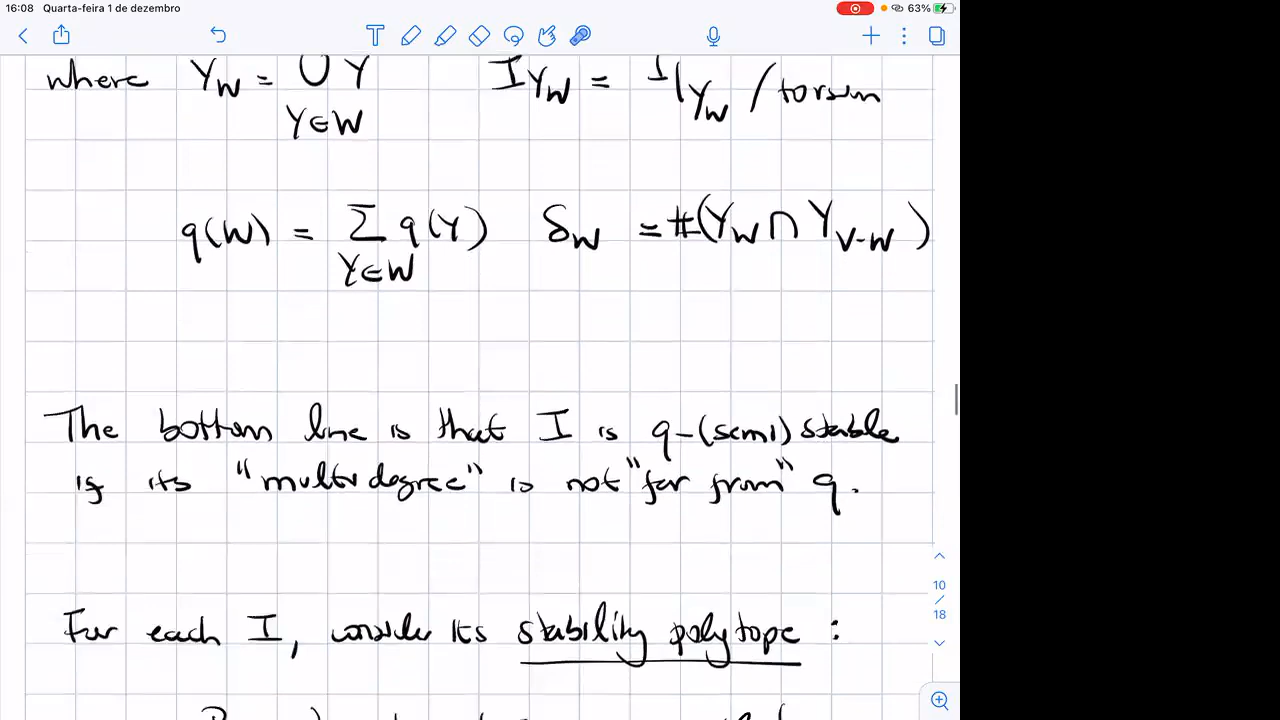 16:08 Quarta-feira 1 de dezembro 63%
where Y_W = ∪ Y I_{Y_W} = I|_{Y_W} / torsion
Y∈W
q(W) = Σ q(Y) δ_W = #(Y_W ∩ Y_{V-W})
Y∈W
The bottom line is that I is q-(semi)stable
if its "multidegree" is not "far from" q.
For each I, consider its stability polytope :
10
/
18